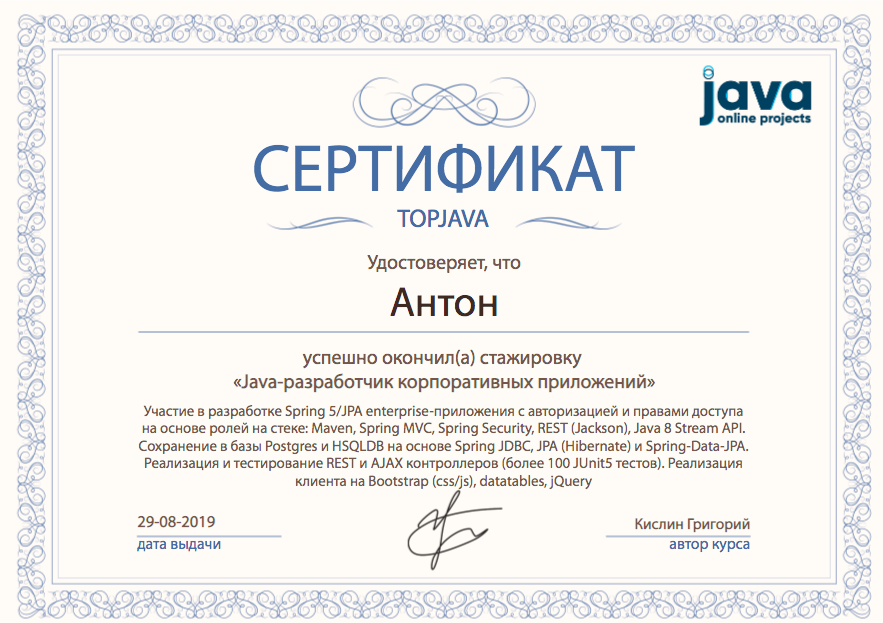 java
online projects
СЕРТИФИКАТ
TOPJAVA
Удостоверяет, что
Антон
успешно окончил(а) стажировку
«Java-разработчик корпоративных приложений»
Участие в разработке Spring 5/JPA enterprise-приложения с авторизацией и правами доступа
на основе ролей на стеке: Maven, Spring MVC, Spring Security, REST (Jackson), Java 8 Stream API.
Сохранение в базы Postgres и HSQLDB на основе Spring JDBC, JPA (Hibernate) и Spring-Data-JPA.
Реализация и тестирование REST и AJAX контроллеров (более 100 JUnit5 тестов). Реализация
клиента на Bootstrap (css/js), datatables, jQuery
29-08-2019
дата выдачи
Кислин Григорий
автор курса